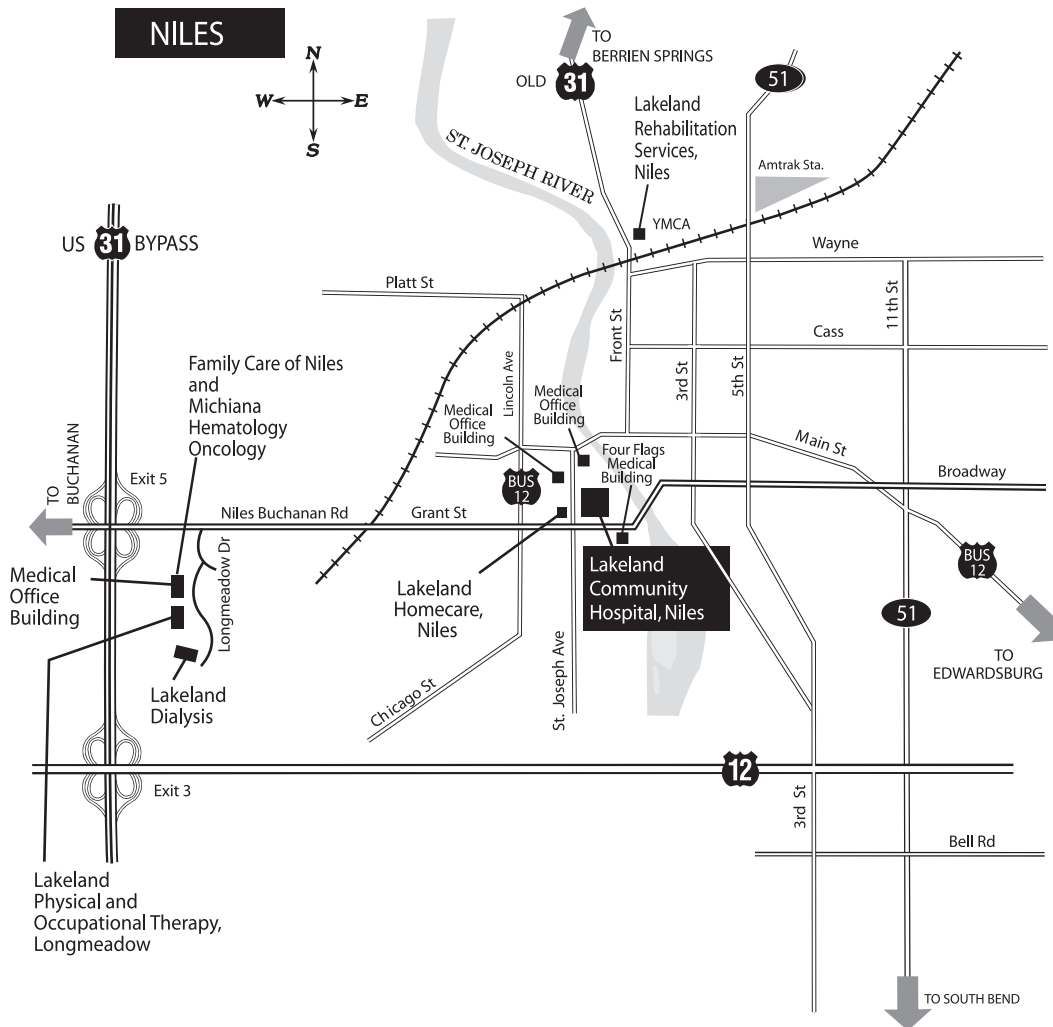 NILES
N
W
E
S
TO
BERRIEN SPRINGS
OLD
31
51
Lakeland
Rehabilitation
Services,
Niles
ST. JOSEPH RIVER
Amtrak Sta.
YMCA
US 31 BYPASS
Wayne
Platt St
11th St
Front St
Cass
3rd St
5th St
Lincoln Ave
Family Care of Niles
and
Michiana
Hematology
Oncology
Medical
Office
Building
Medical
Office
Building
Main St
Four Flags
Medical
Building
Broadway
TO
BUCHANAN
Exit 5
BUS
12
Niles Buchanan Rd
Grant St
Longmeadow Dr
BUS
12
Medical
Office
Building
Lakeland
Homecare,
Niles
Lakeland
Community
Hospital, Niles
51
TO
EDWARDSBURG
Lakeland
Dialysis
Chicago St
St. Joseph Ave
12
Exit 3
3rd St
Bell Rd
Lakeland
Physical and
Occupational Therapy,
Longmeadow
TO SOUTH BEND